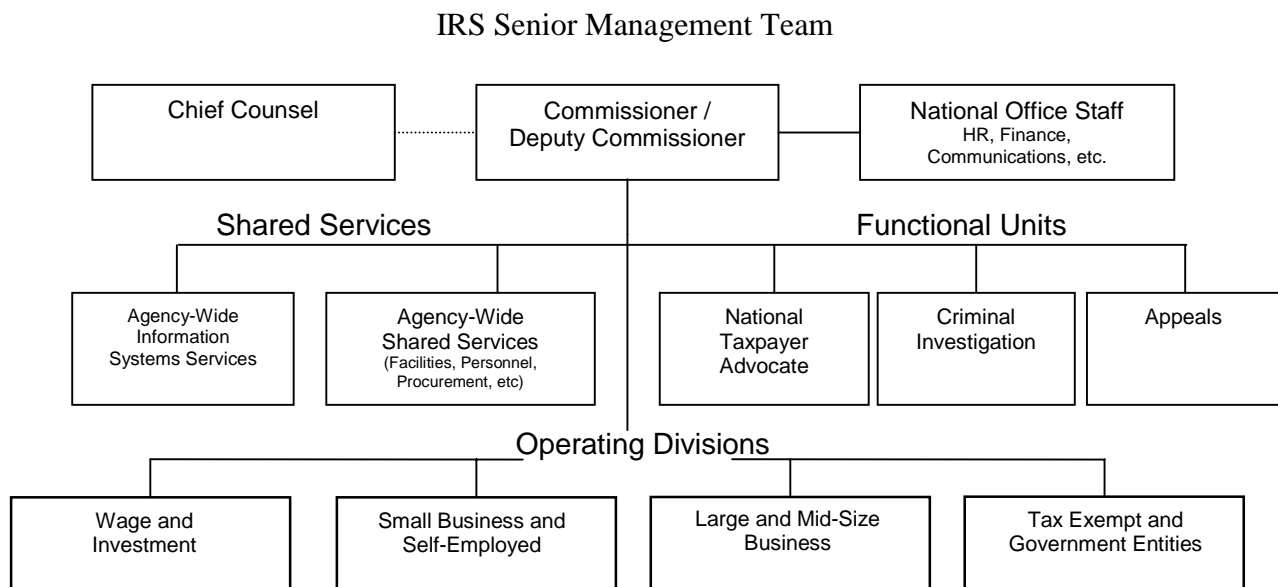 IRS Senior Management Team
Chief Counsel
Commissioner /
Deputy Commissioner
National Office Staff
HR, Finance,
Communications, etc.
Shared Services
Functional Units
Agency-Wide
Information
Systems Services
Agency-Wide
Shared Services
(Facilities, Personnel,
Procurement, etc)
National
Taxpayer
Advocate
Criminal
Investigation
Appeals
Operating Divisions
Wage and
Investment
Small Business and
Self-Employed
Large and Mid-Size
Business
Tax Exempt and
Government Entities